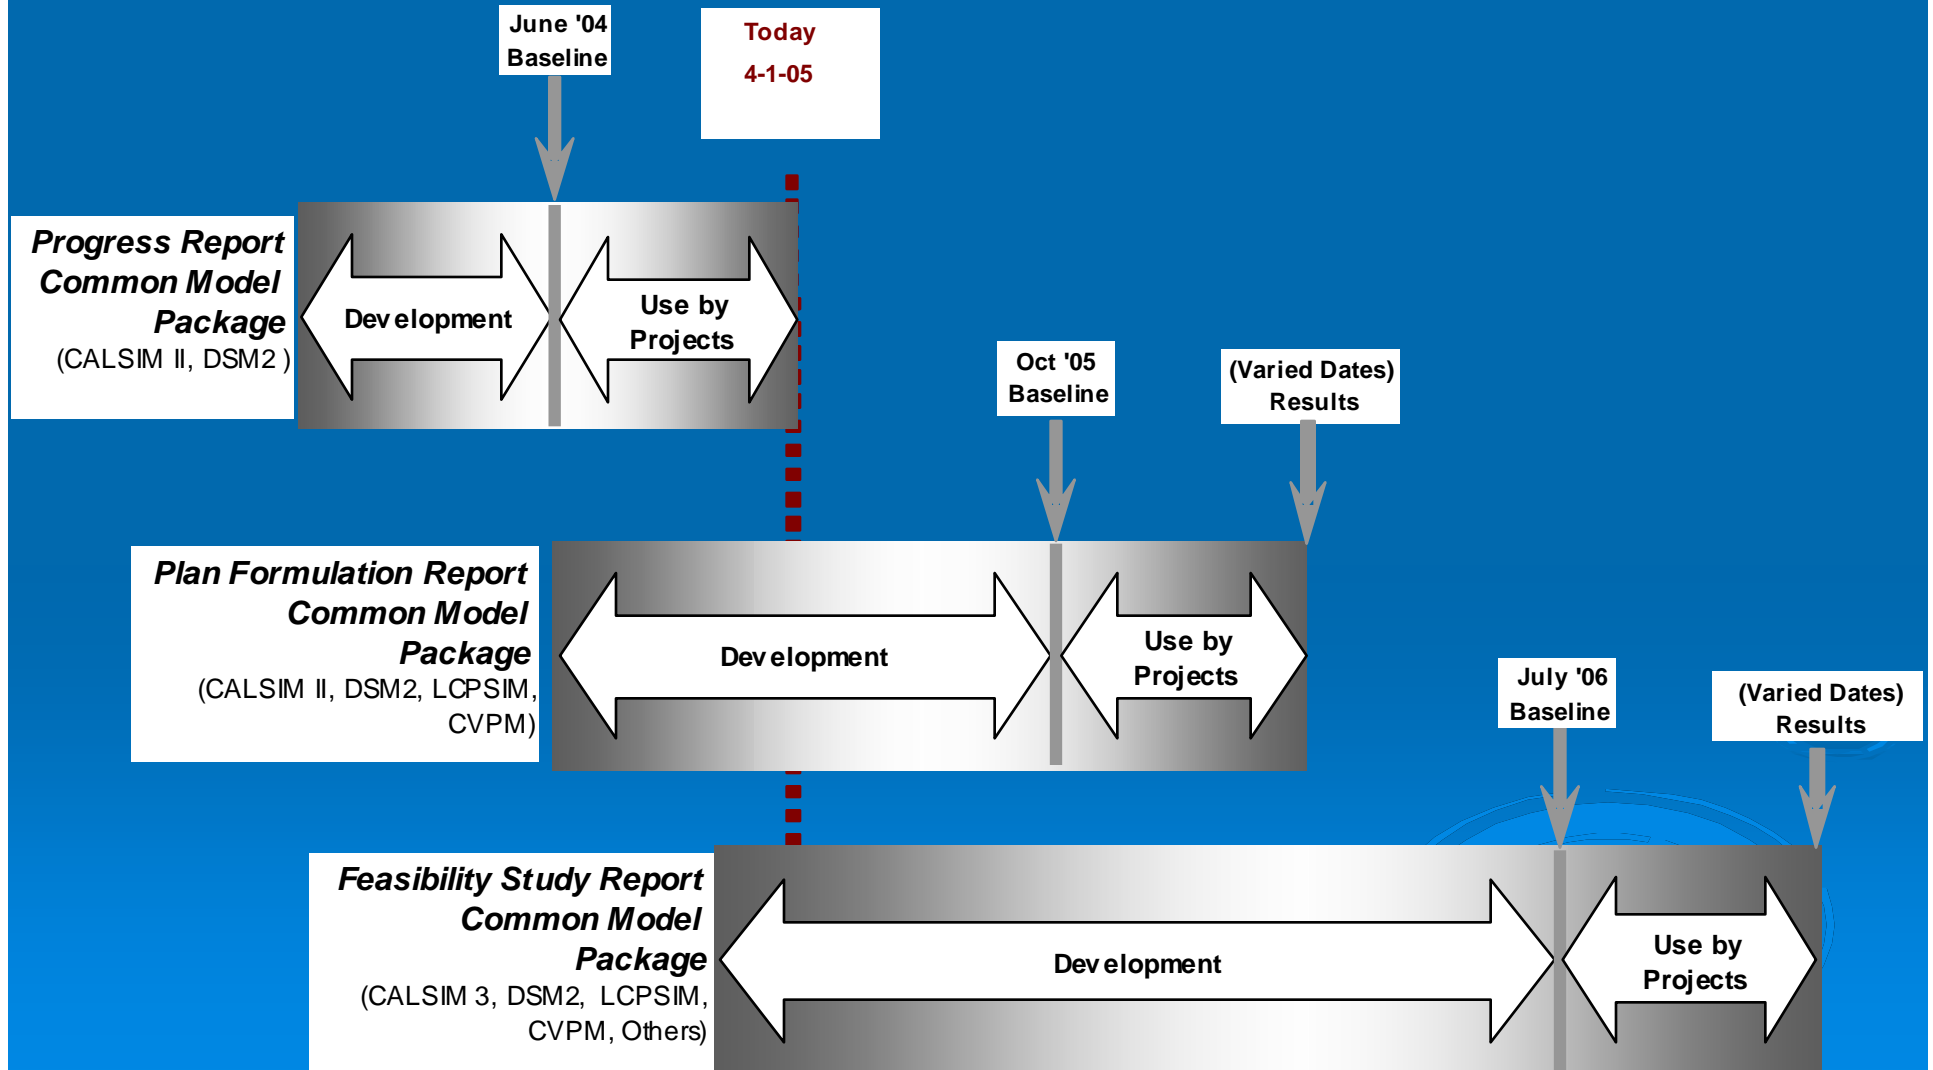 June '04
Baseline
Today
4-1-05
Progress Report
Common Model
Package
(CALSIM II, DSM2 )
Development
Use by
Projects
Oct '05
Baseline
(Varied Dates)
Results
Plan Formulation Report
Common Model
Package
(CALSIM II, DSM2, LCPSIM,
CVPM)
Development
Use by
Projects
July '06
Baseline
(Varied Dates)
Results
Feasibility Study Report
Common Model
Package
(CALSIM 3, DSM2, LCPSIM,
CVPM, Others)
Development
Use by
Projects